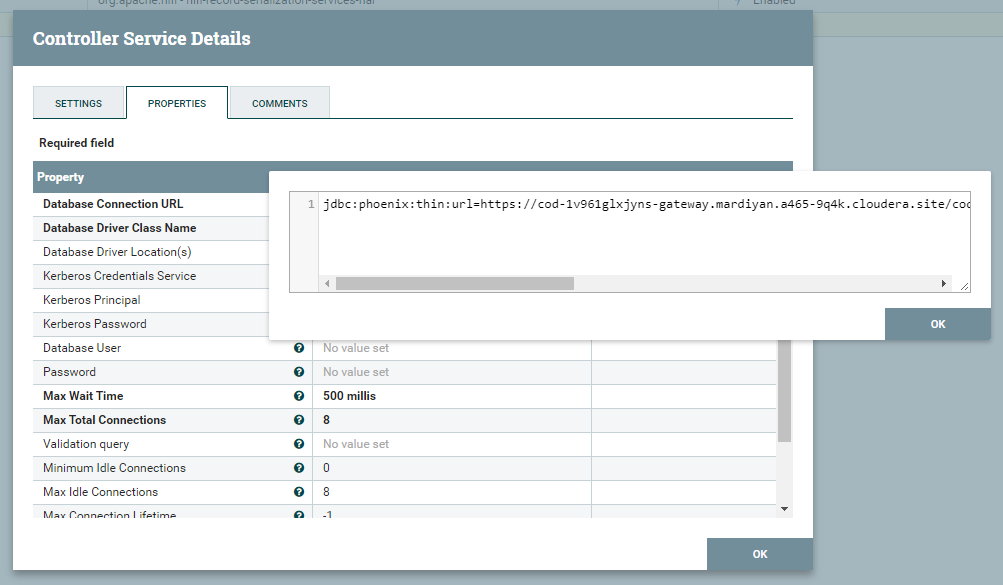 org.apache.nifi - nifi-record-serialization-services-nar
Enabled
Controller Service Details
SETTINGS PROPERTIES COMMENTS
Required field
Property
1 jdbc:phoenix:thin:url=https://cod-1v961glxjyns-gateway.mardiyan.a465-9q4k.cloudera.site/cod
OK
Database Connection URL
Database Driver Class Name
Database Driver Location(s)
Kerberos Credentials Service
Kerberos Principal
Kerberos Password
Database User ? No value set
Password ? No value set
Max Wait Time ? 500 millis
Max Total Connections ? 8
Validation query ? No value set
Minimum Idle Connections ? 0
Max Idle Connections ? 8
Max Connection Lifetime ? -1
OK